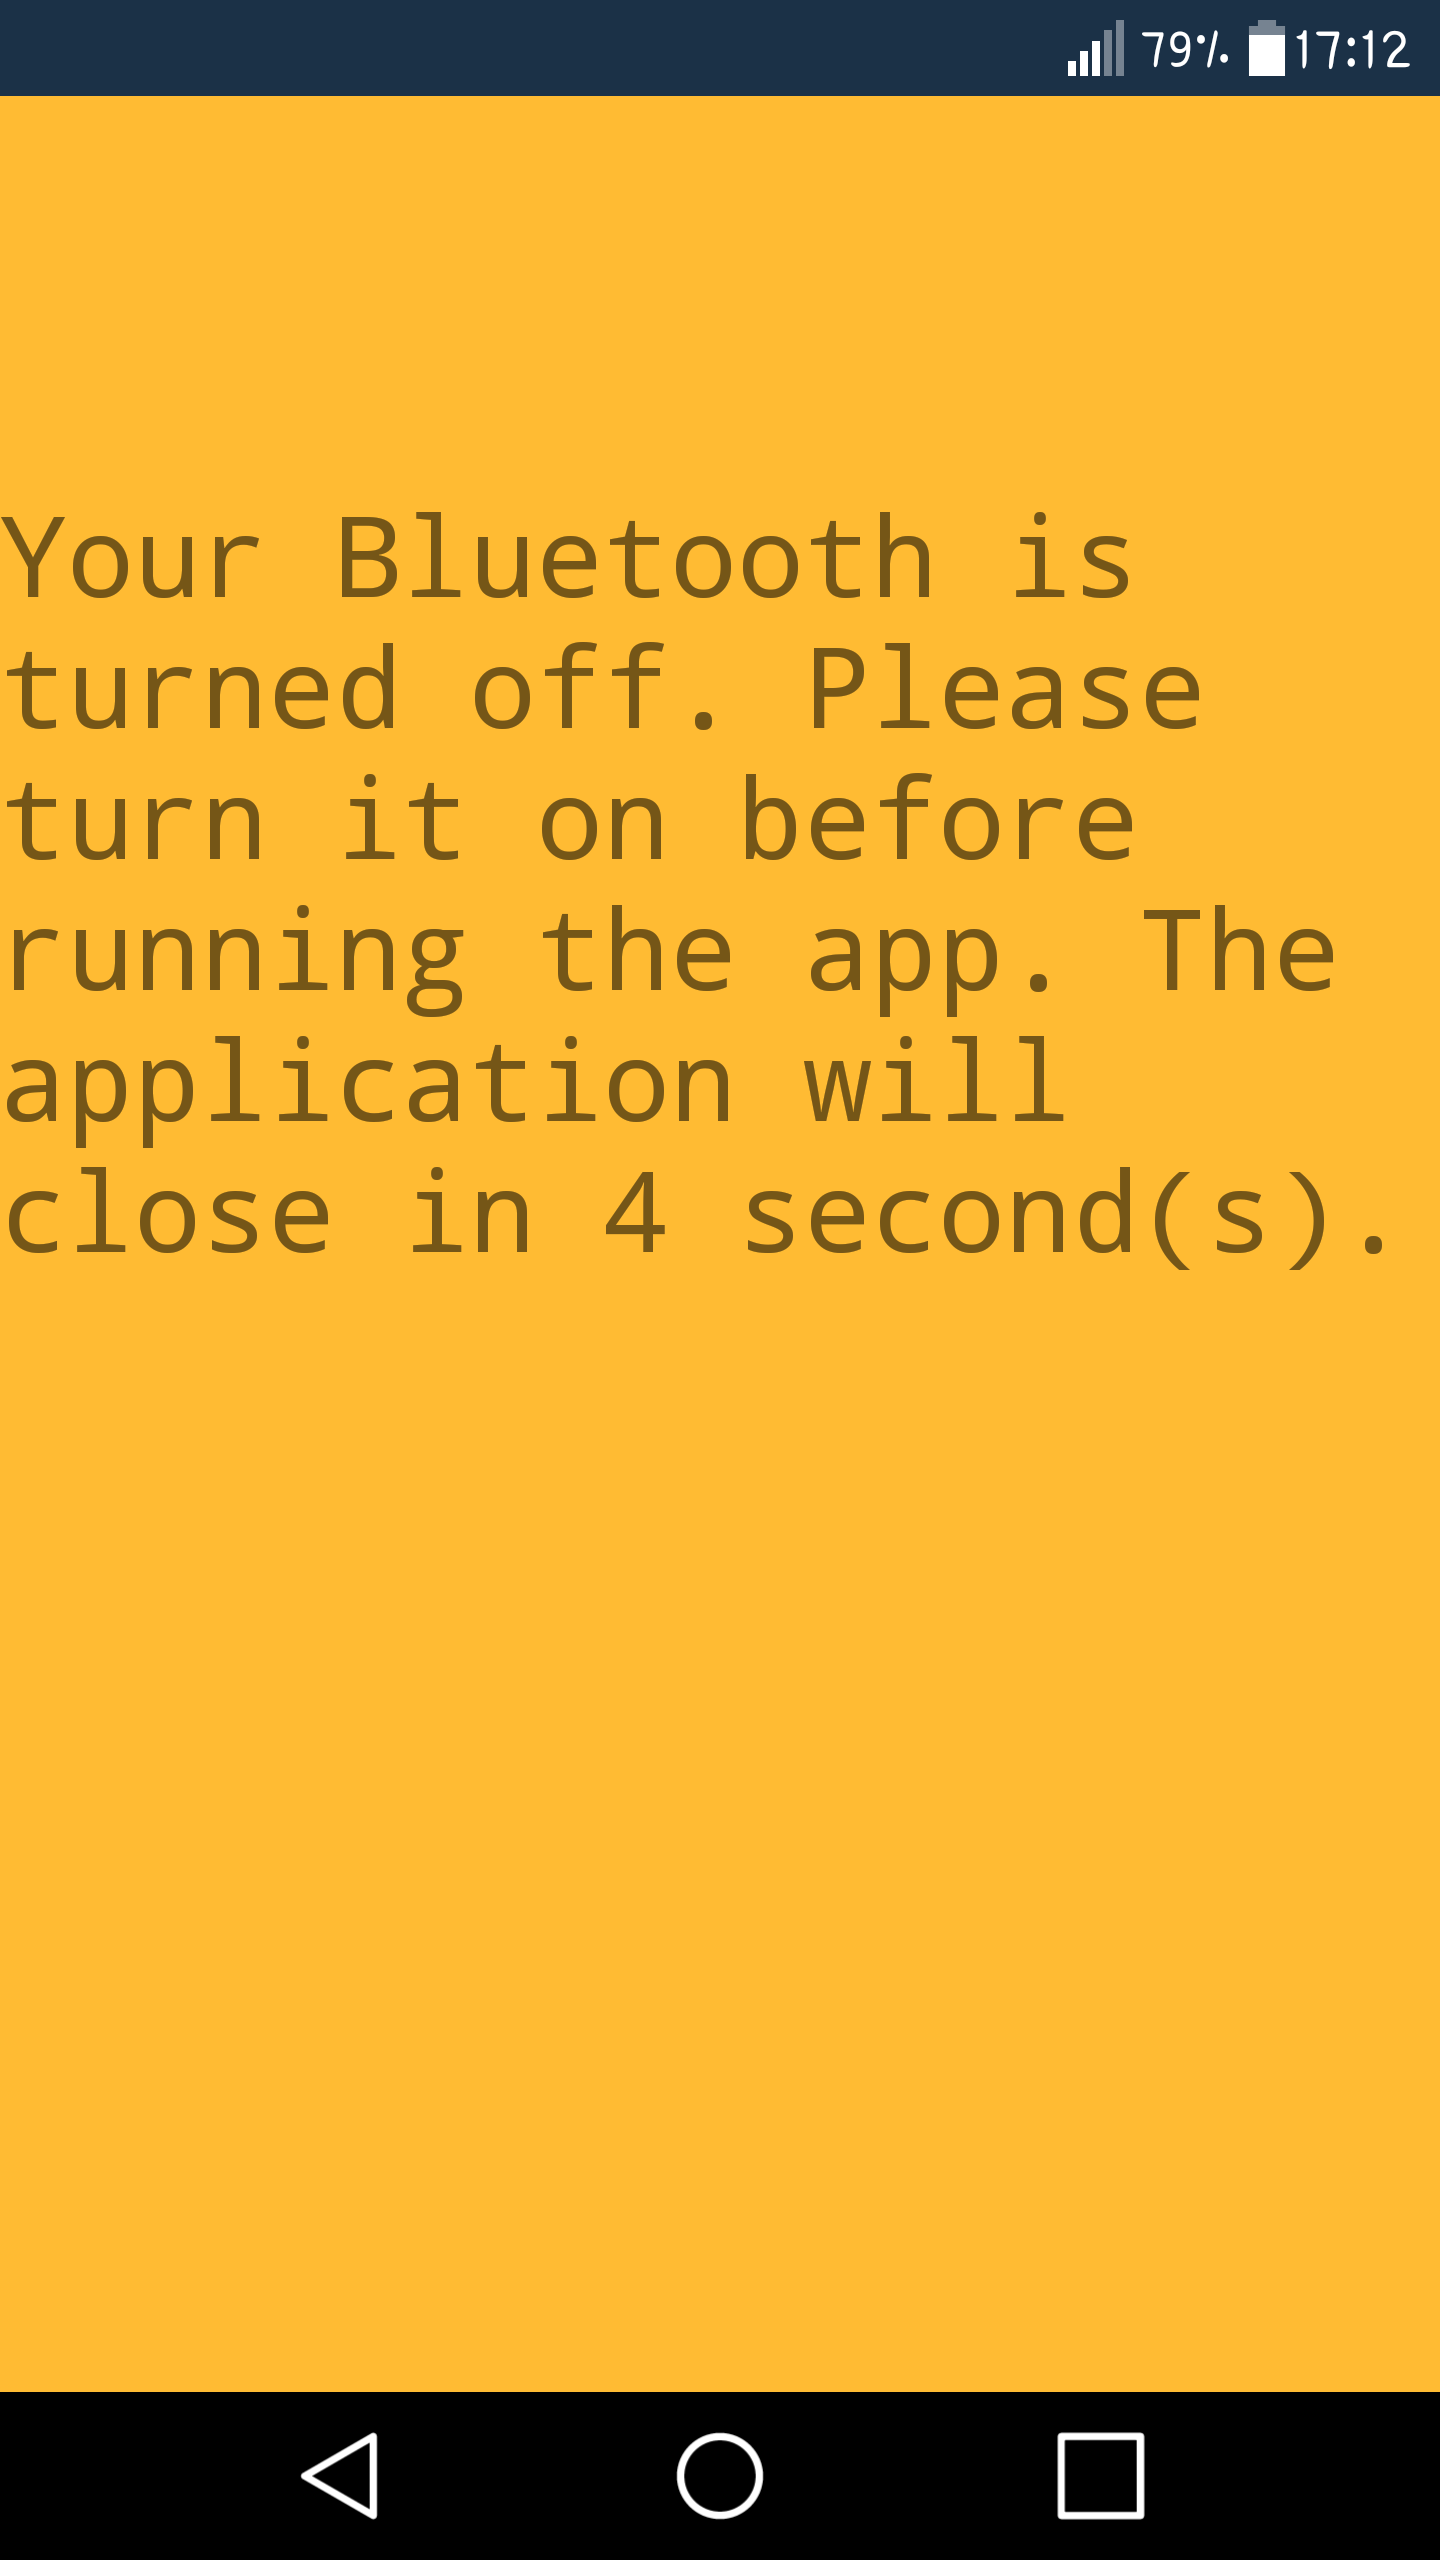 79% 17:12
Your Bluetooth is
turned off. Please
turn it on before
running the app. The
application will
close in 4 second(s).